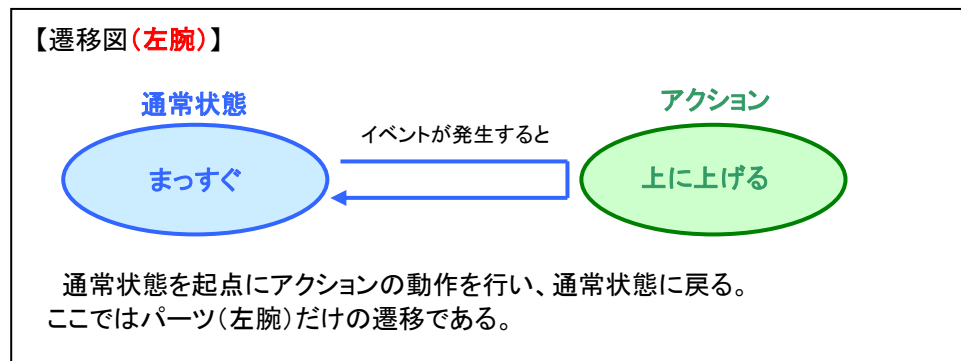 【遷移図(左腕)】
通常状態
アクション
イベントが発生すると
まっすぐ
上に上げる
通常状態を起点にアクションの動作を行い、通常状態に戻る。
ここではパーツ(左腕)だけの遷移である。